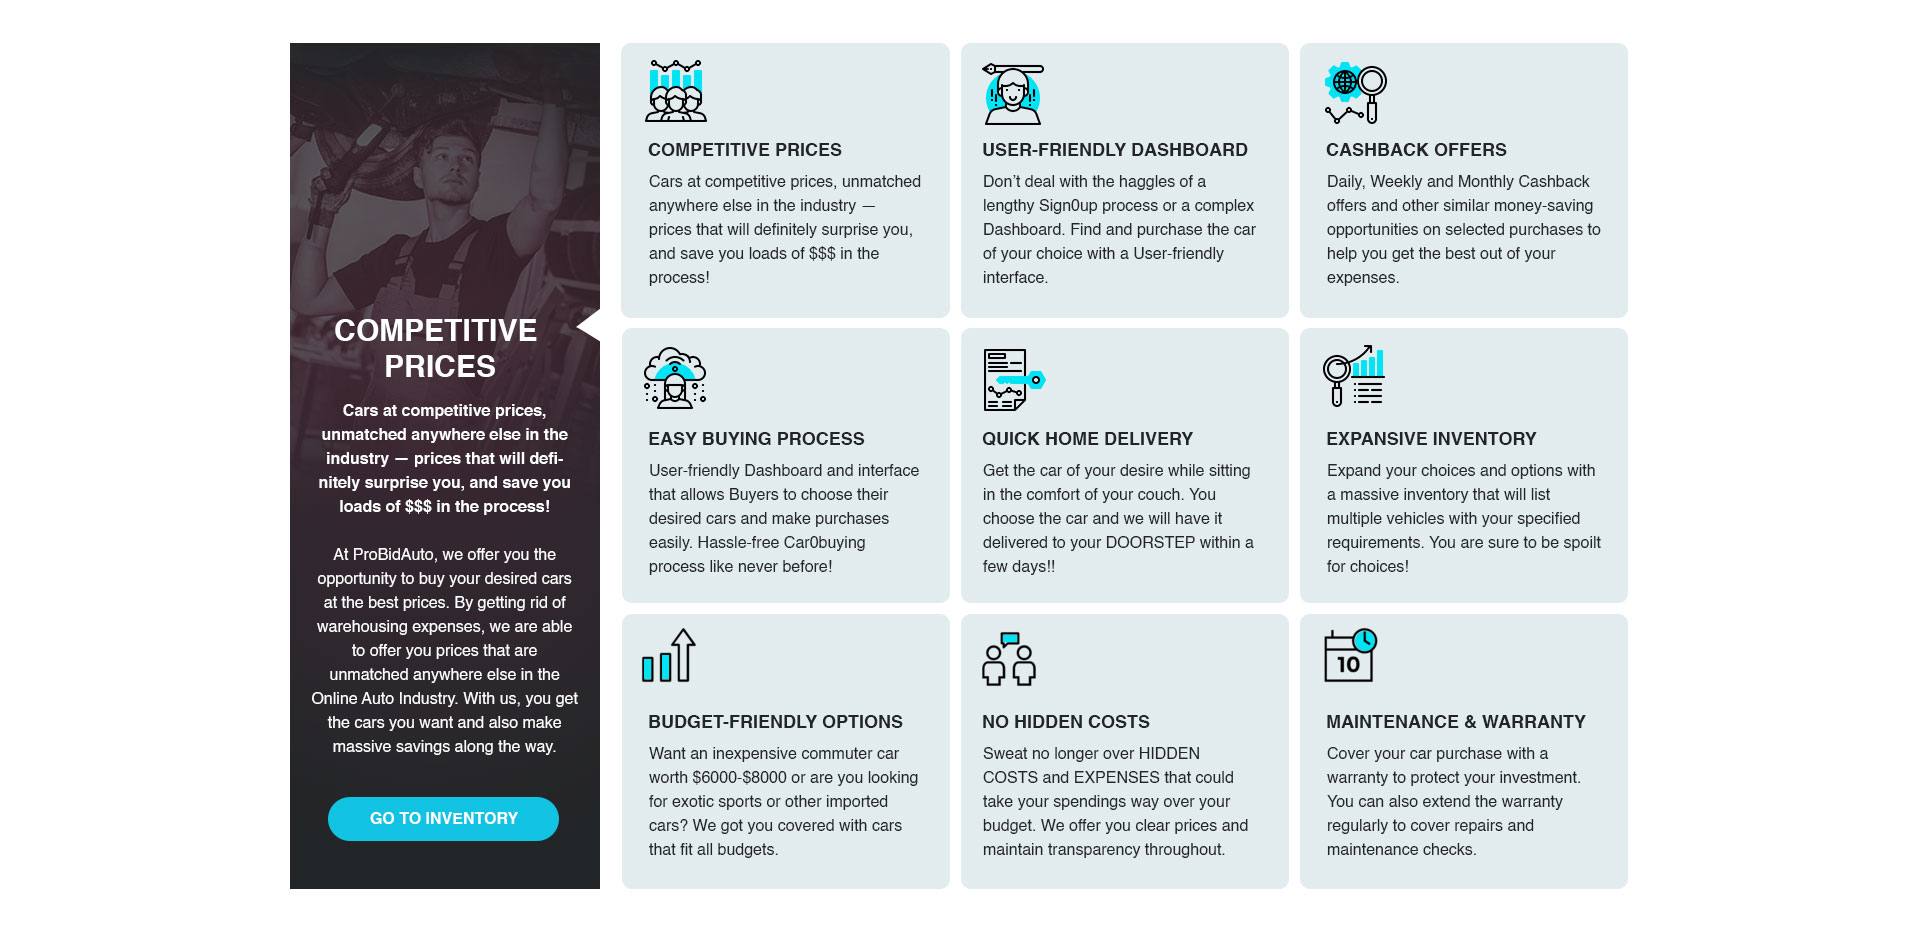 COMPETITIVE
PRICES
Cars at competitive prices,
unmatched anywhere else in the
industry — prices that will defi-
nitely surprise you, and save you
loads of $$$ in the process!
At ProBidAuto, we offer you the
opportunity to buy your desired cars
at the best prices. By getting rid of
warehousing expenses, we are able
to offer you prices that are
unmatched anywhere else in the
Online Auto Industry. With us, you get
the cars you want and also make
massive savings along the way.
GO TO INVENTORY
COMPETITIVE PRICES
Cars at competitive prices, unmatched
anywhere else in the industry —
prices that will definitely surprise you,
and save you loads of $$$ in the
process!
USER-FRIENDLY DASHBOARD
Don’t deal with the haggles of a
lengthy Sign0up process or a complex
Dashboard. Find and purchase the car
of your choice with a User-friendly
interface.
CASHBACK OFFERS
Daily, Weekly and Monthly Cashback
offers and other similar money-saving
opportunities on selected purchases to
help you get the best out of your
expenses.
EASY BUYING PROCESS
User-friendly Dashboard and interface
that allows Buyers to choose their
desired cars and make purchases
easily. Hassle-free Car0buying
process like never before!
QUICK HOME DELIVERY
Get the car of your desire while sitting
in the comfort of your couch. You
choose the car and we will have it
delivered to your DOORSTEP within a
few days!!
EXPANSIVE INVENTORY
Expand your choices and options with
a massive inventory that will list
multiple vehicles with your specified
requirements. You are sure to be spoilt
for choices!
BUDGET-FRIENDLY OPTIONS
Want an inexpensive commuter car
worth $6000-$8000 or are you looking
for exotic sports or other imported
cars? We got you covered with cars
that fit all budgets.
NO HIDDEN COSTS
Sweat no longer over HIDDEN
COSTS and EXPENSES that could
take your spendings way over your
budget. We offer you clear prices and
maintain transparency throughout.
10
MAINTENANCE & WARRANTY
Cover your car purchase with a
warranty to protect your investment.
You can also extend the warranty
regularly to cover repairs and
maintenance checks.